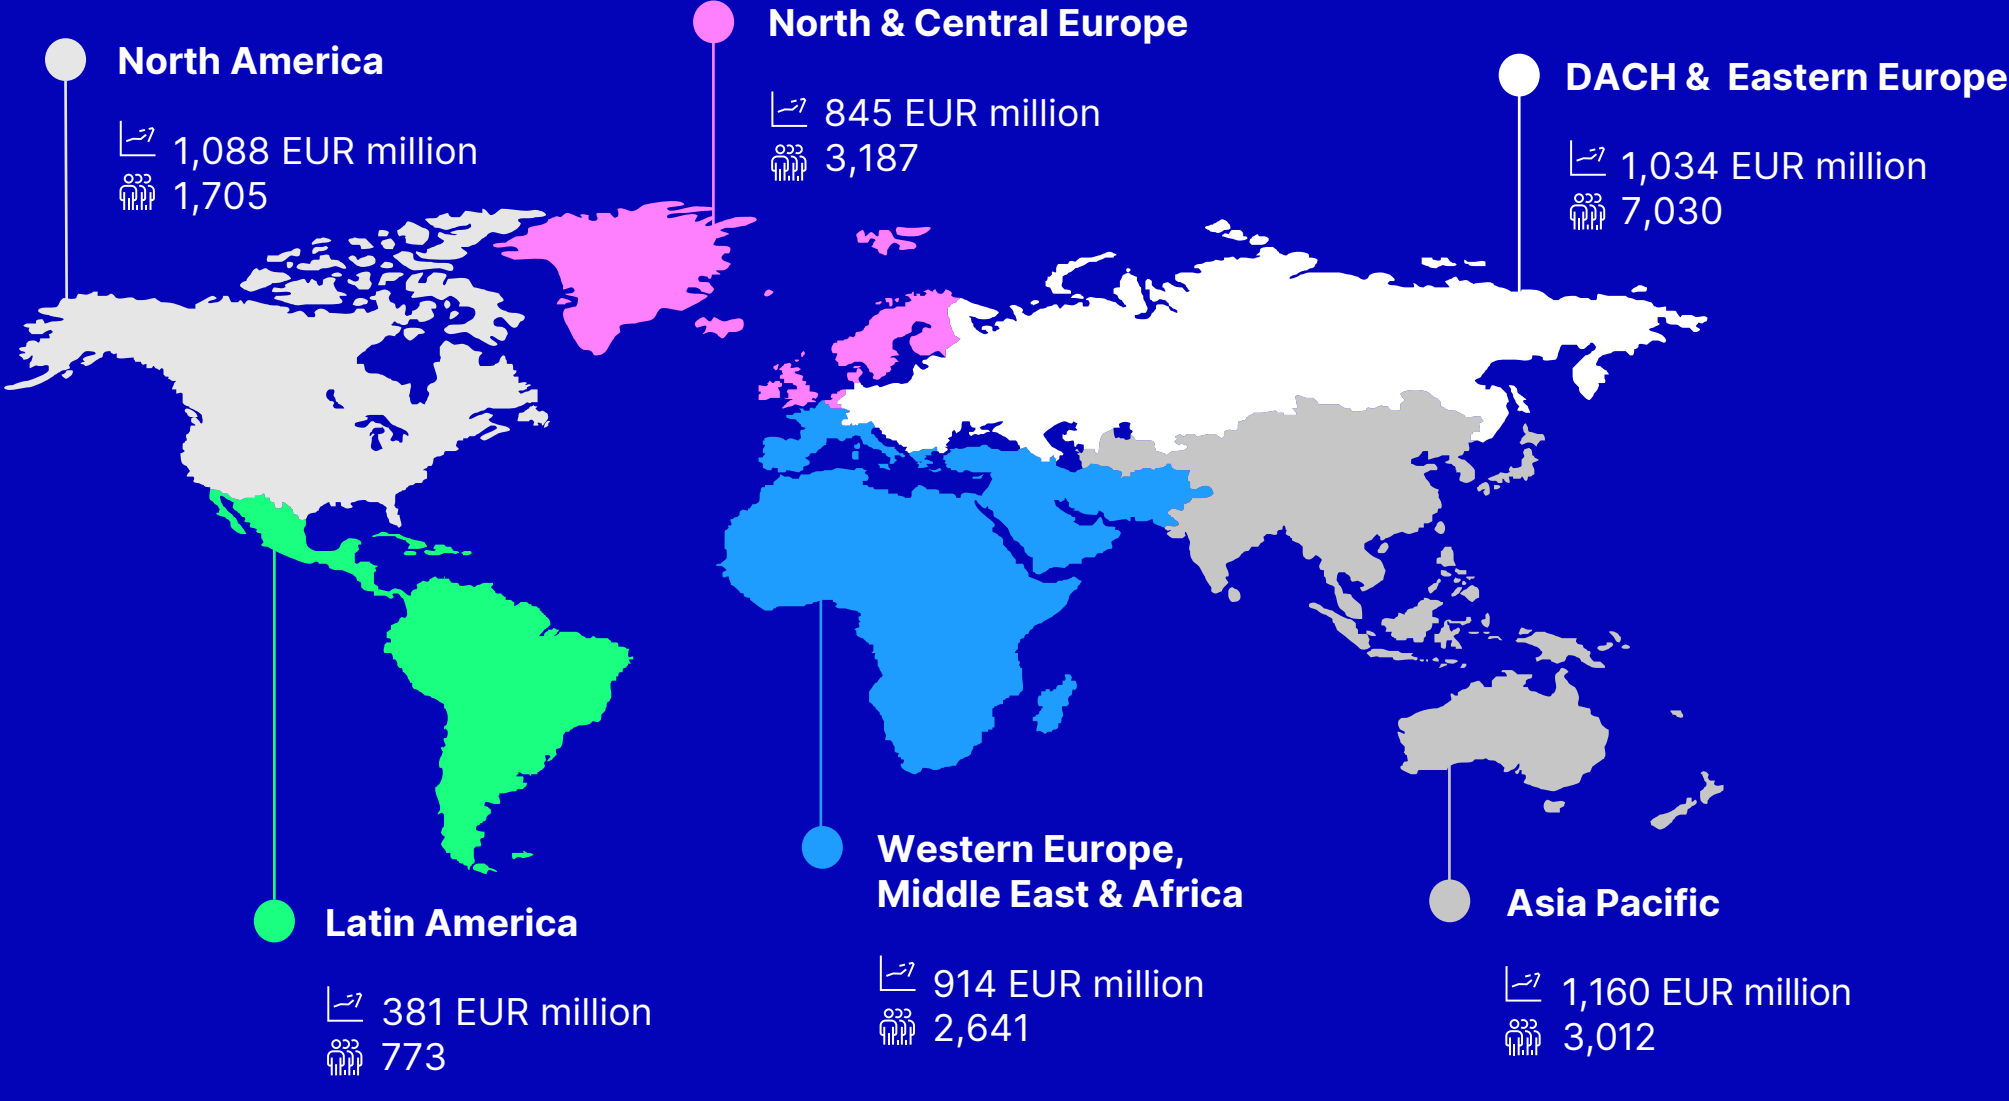 North America
1,088 EUR million
1,705
North & Central Europe
845 EUR million
3,187
DACH & Eastern Europe
1,034 EUR million
7,030
Latin America
381 EUR million
773
Western Europe,
Middle East & Africa
914 EUR million
2,641
Asia Pacific
1,160 EUR million
3,012